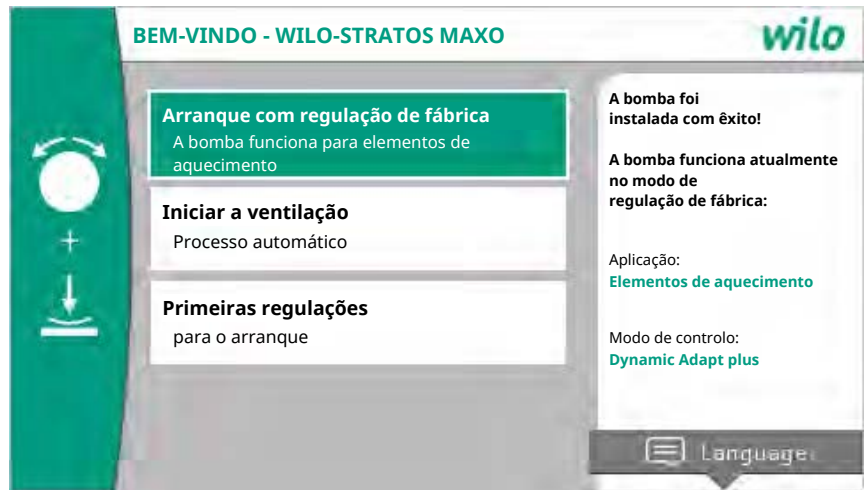 BEM-VINDO - WILO-STRATOS MAXO
wilo
Arranque com regulação de fábrica
A bomba funciona para elementos de
aquecimento
Iniciar a ventilação
Processo automático
Primeiras regulações
para o arranque
A bomba foi
instalada com êxito!
A bomba funciona atualmente
no modo de
regulação de fábrica:
Aplicação:
Elementos de aquecimento
Modo de controlo:
Dynamic Adapt plus
Language